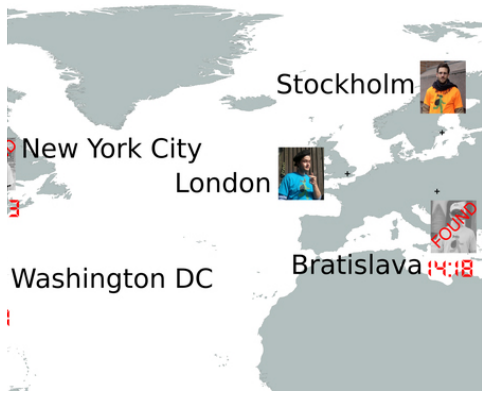 Stockholm
New York City
London
FOUND
Bratislava 14:18
Washington DC